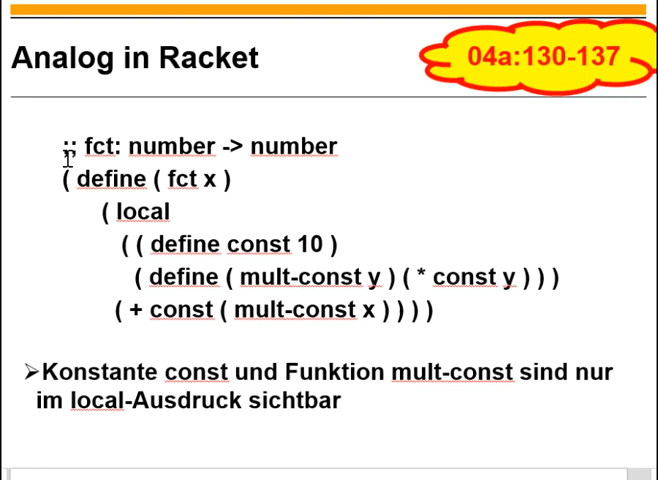 Analog in Racket
04a:130-137
;; fct: number -> number
( define ( fct x )
( local
( ( define const 10 )
( define ( mult-const y ) ( * const y ) ) )
( + const ( mult-const x ) ) ) )
➢Konstante const und Funktion mult-const sind nur
im local-Ausdruck sichtbar